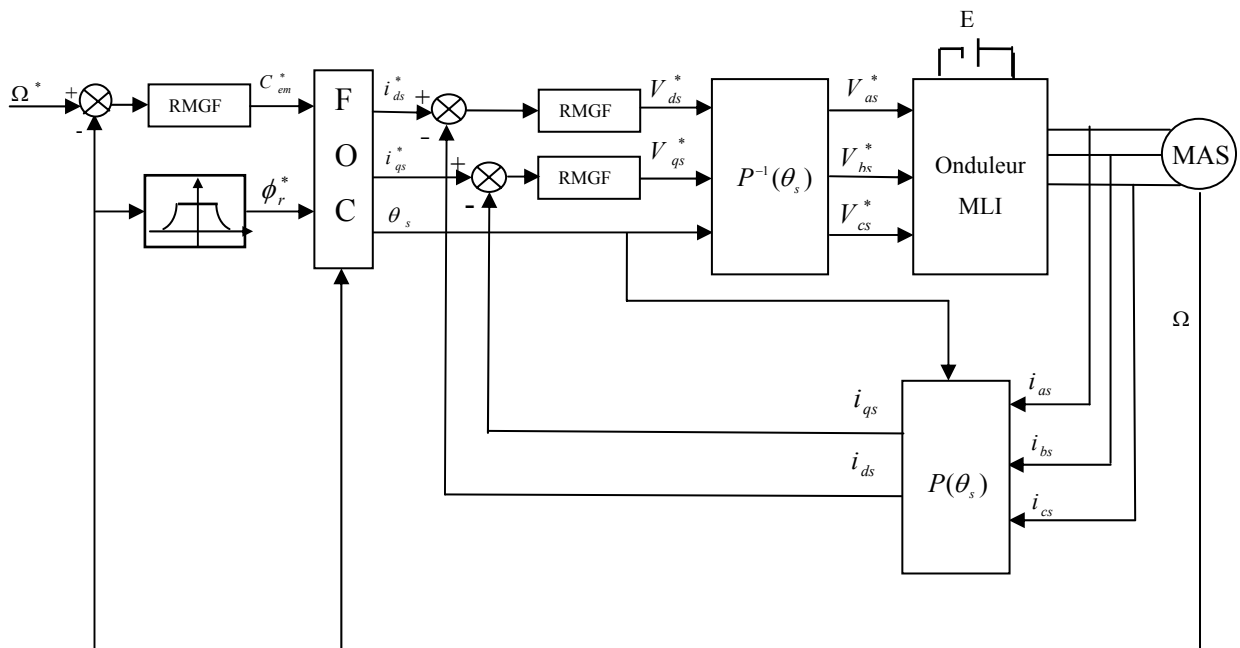 E
Ω* + - RMGF C*em
F O C
i*ds + - RMGF V*ds
i*qs + - RMGF V*qs
ϕ*r
θs
P⁻¹(θs)
V*as
V*bs
V*cs
Onduleur
MLI
MAS
Ω
ias
ibs
ics
P(θs)
iqs
ids